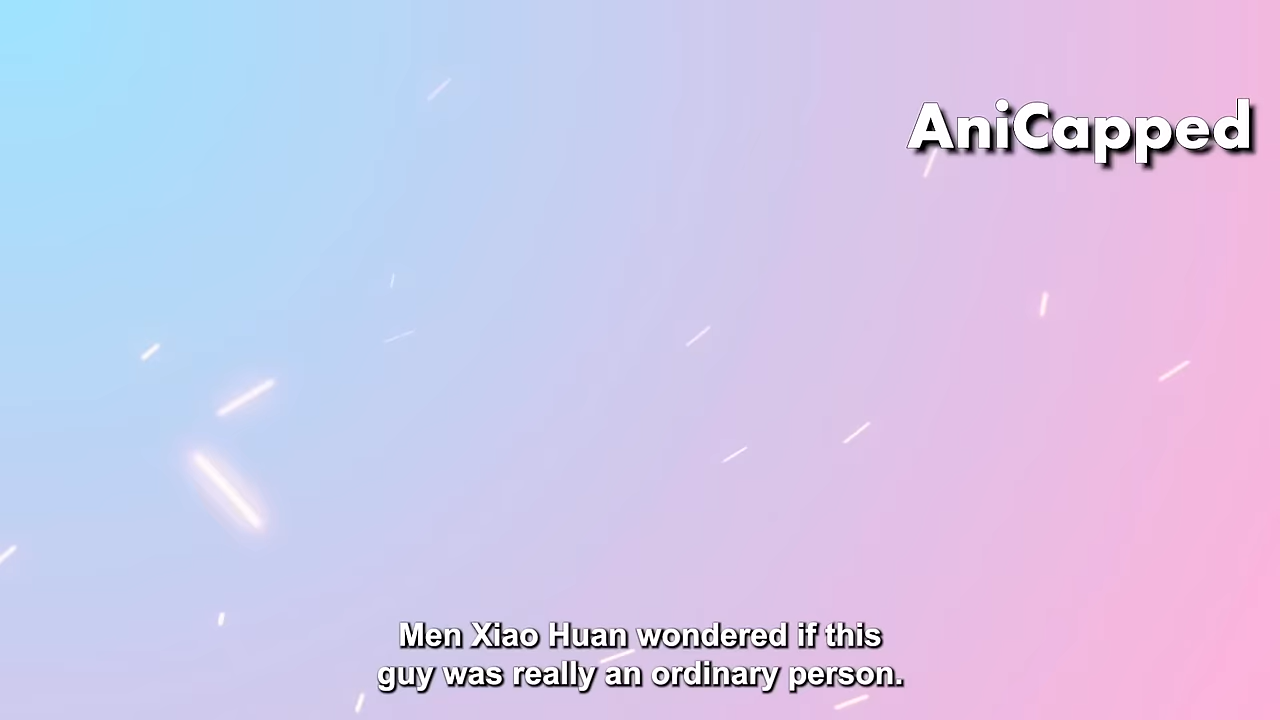 AniCapped
Men Xiao Huan wondered if this
guy was really an ordinary person.